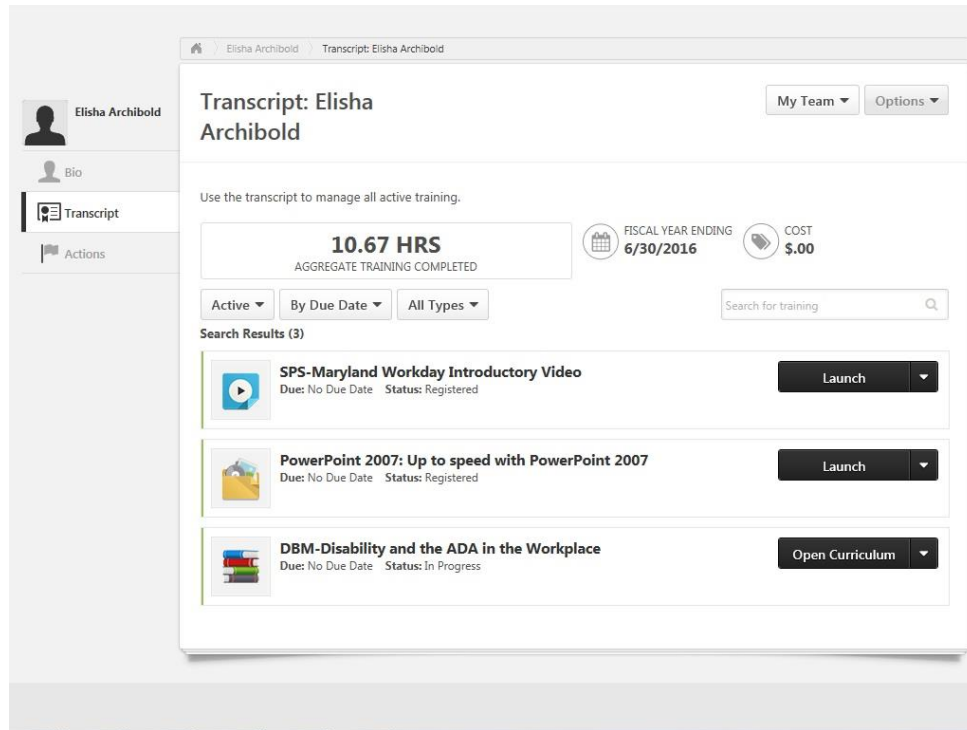 Elisha Archibold Transcript: Elisha Archibold
Elisha Archibold
Bio
Transcript
Actions
Transcript: Elisha
Archibold
My Team Options
Use the transcript to manage all active training.
10.67 HRS
AGGREGATE TRAINING COMPLETED
FISCAL YEAR ENDING
6/30/2016
COST
$.00
Active By Due Date All Types Search for training
Search Results (3)
SPS-Maryland Workday Introductory Video
Due: No Due Date Status: Registered
Launch
PowerPoint 2007: Up to speed with PowerPoint 2007
Due: No Due Date Status: Registered
Launch
DBM-Disability and the ADA in the Workplace
Due: No Due Date Status: In Progress
Open Curriculum